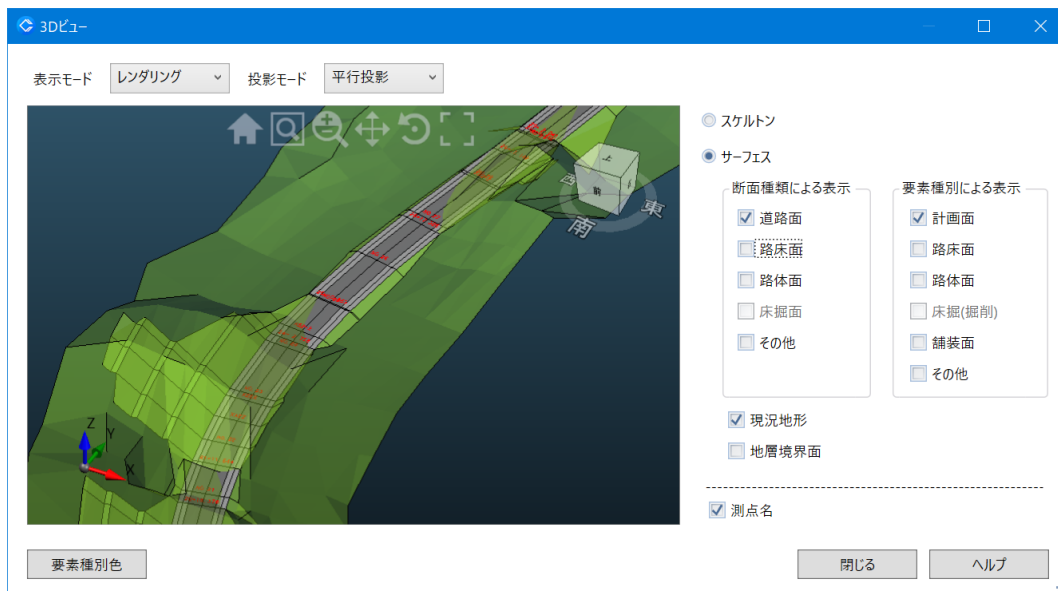 3Dビュー
表示モード レンダリング 投影モード 平行投影
スケルトン
サーフェス
断面種類による表示 要素種別による表示
道路面 計画面
路床面 路床面
路体面 路体面
床掘面 床掘(掘削)
その他 舗装面
その他
現況地形
地層境界面
測点名
上
前
西
南
東
Z
Y
X
要素種別色 閉じる ヘルプ